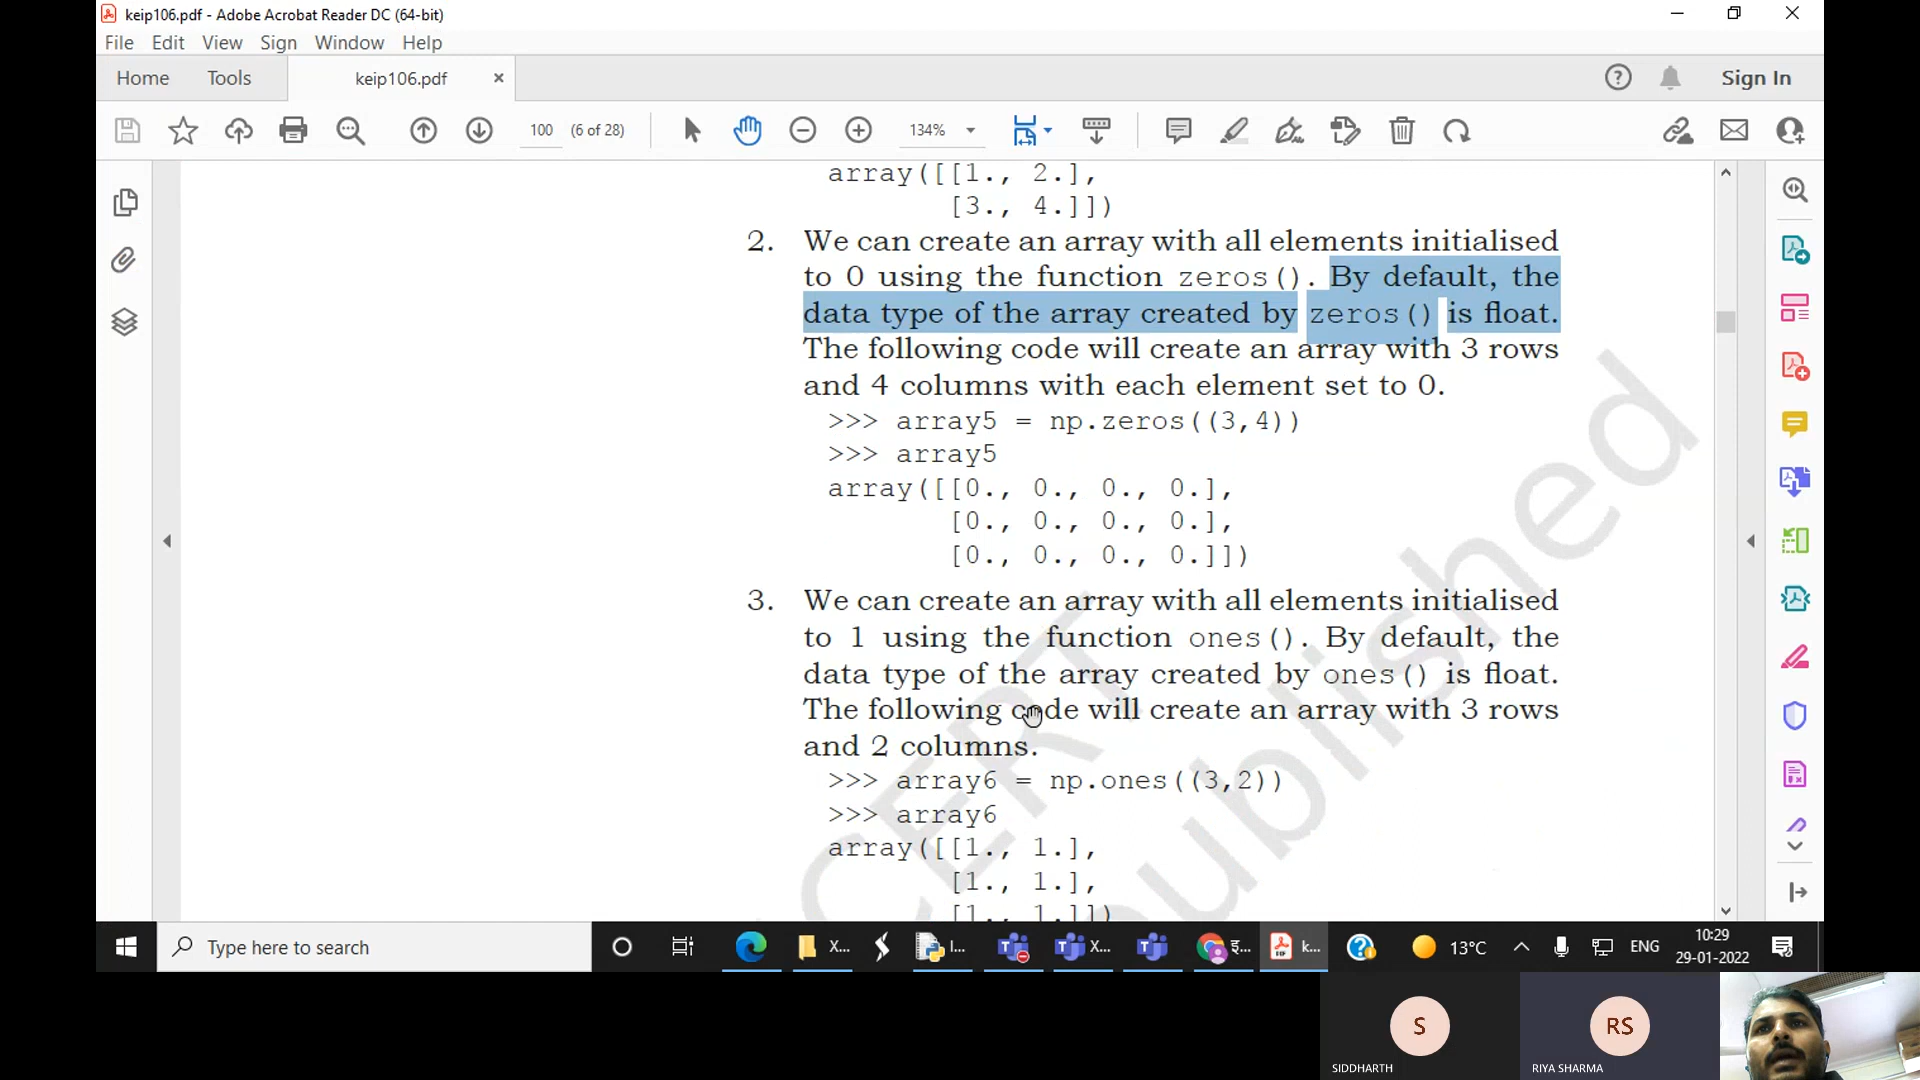 keip106.pdf - Adobe Acrobat Reader DC (64-bit)
File Edit View Sign Window Help
Home Tools keip106.pdf × Sign In
100 (6 of 28) 134%
array([[1., 2.],
[3., 4.]])
2. We can create an array with all elements initialised
to 0 using the function zeros(). By default, the
data type of the array created by zeros() is float.
The following code will create an array with 3 rows
and 4 columns with each element set to 0.
>>> array5 = np.zeros((3,4))
>>> array5
array([[0., 0., 0., 0.],
[0., 0., 0., 0.],
[0., 0., 0., 0.]])
3. We can create an array with all elements initialised
to 1 using the function ones(). By default, the
data type of the array created by ones() is float.
The following code will create an array with 3 rows
and 2 columns.
>>> array6 = np.ones((3,2))
>>> array6
array([[1., 1.],
[1., 1.],
[1., 1.]])
CERT
published
Type here to search X... I... X... इ... k... 13°C ENG 10:29
29-01-2022
S RS
SIDDHARTH RIYA SHARMA